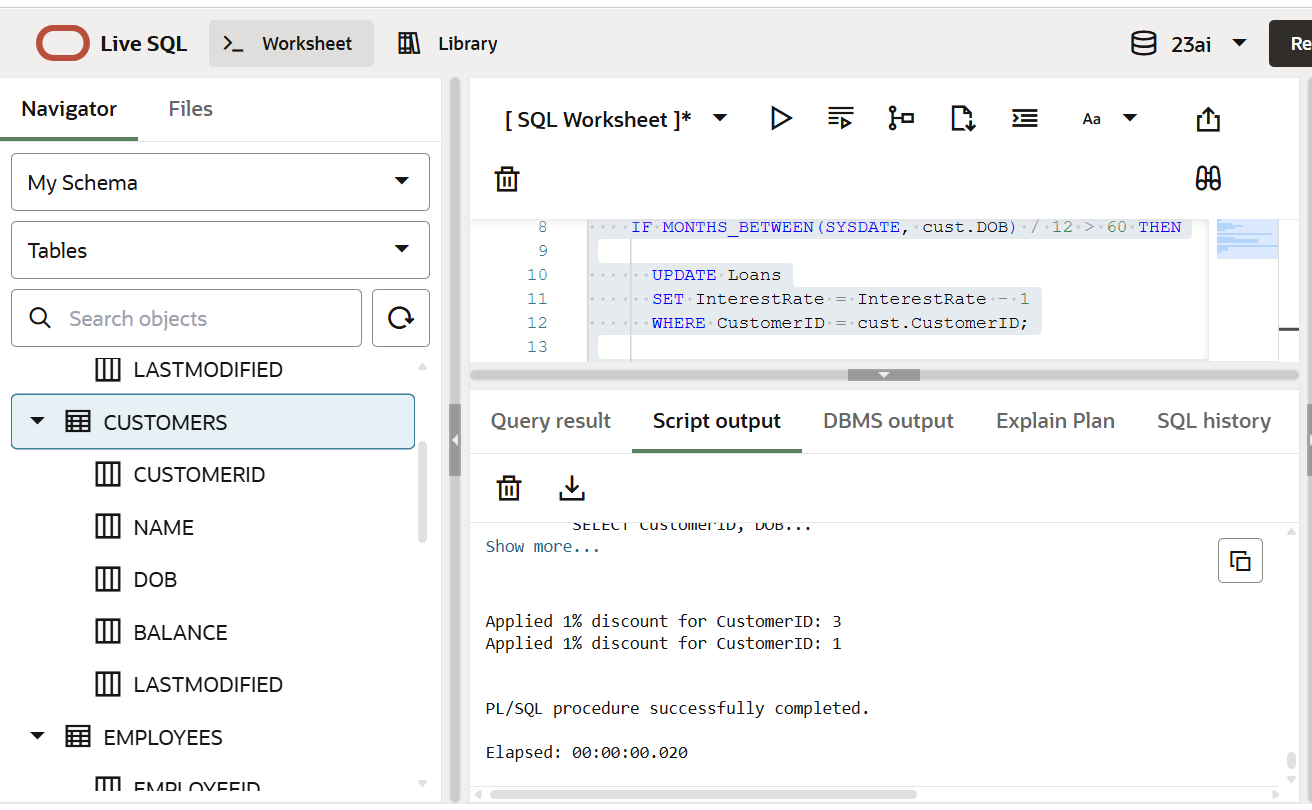 Live SQL
Worksheet
Library
23ai
Re
Navigator
Files
My Schema
Tables
Search objects
LASTMODIFIED
CUSTOMERS
CUSTOMERID
NAME
DOB
BALANCE
LASTMODIFIED
EMPLOYEES
EMPLOYEEID
[ SQL Worksheet ]*
Aa
8 IF MONTHS_BETWEEN(SYSDATE, cust.DOB) / 12 > 60 THEN
9
10 UPDATE Loans
11 SET InterestRate = InterestRate - 1
12 WHERE CustomerID = cust.CustomerID;
13
Query result
Script output
DBMS output
Explain Plan
SQL history
SELECT CustomerID, DOB...
Show more...
Applied 1% discount for CustomerID: 3
Applied 1% discount for CustomerID: 1
PL/SQL procedure successfully completed.
Elapsed: 00:00:00.020